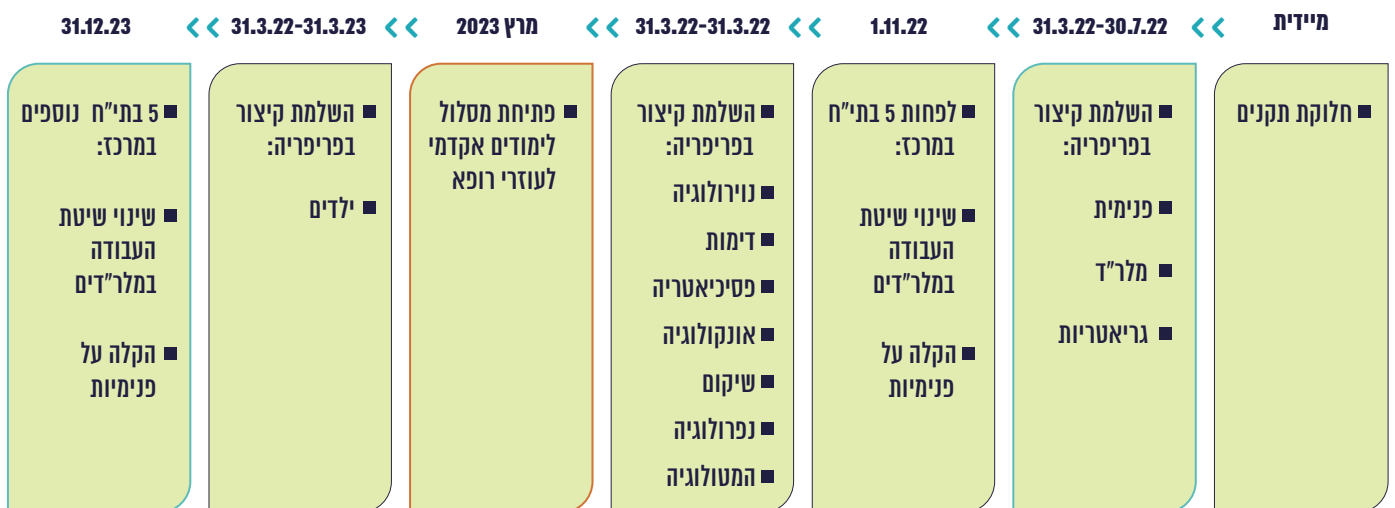 מיידית
31.3.22-30.7.22
1.11.22
31.3.22-31.3.22
מרץ 2023
31.3.22-31.3.23
31.12.23
חלוקת תקנים
השלמת קיצור
בפריפריה:
פנימית
מלר"ד
גריאטריות
לפחות 5 בתי"ח
במרכז:
שינוי שיטת
העבודה
במלר"דים
הקלה על
פנימיות
השלמת קיצור
בפריפריה:
נוירולוגיה
דימות
פסיכיאטריה
אונקולוגיה
שיקום
נפרולוגיה
המטולוגיה
פתיחת מסלול
לימודים אקדמי
לעוזרי רופא
השלמת קיצור
בפריפריה:
ילדים
5 בתי"ח נוספים
במרכז:
שינוי שיטת
העבודה
במלר"דים
הקלה על
פנימיות